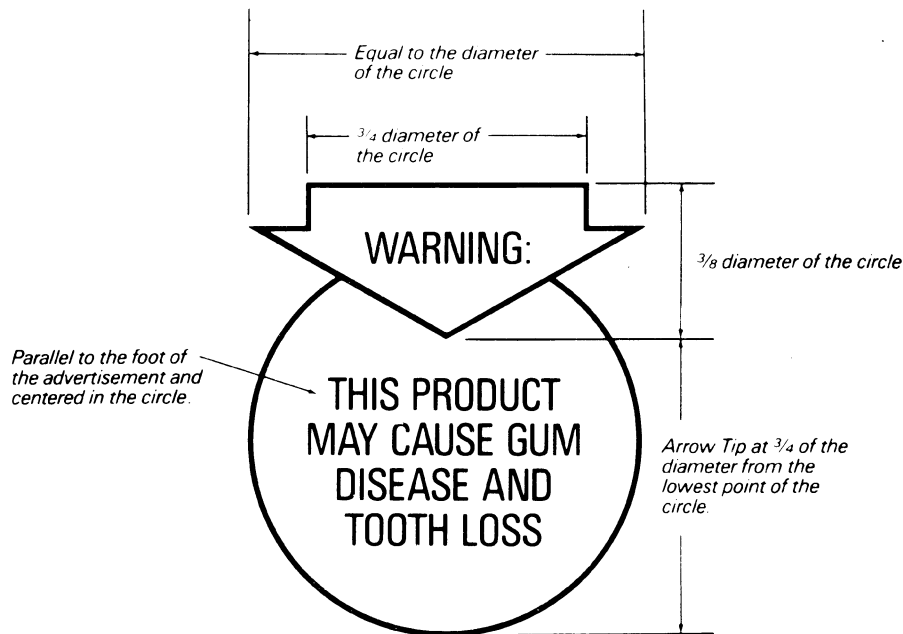 Equal to the diameter
of the circle
3/4 diameter of
the circle
WARNING:
3/8 diameter of the circle
Parallel to the foot of
the advertisement and
centered in the circle.
THIS PRODUCT
MAY CAUSE GUM
DISEASE AND
TOOTH LOSS
Arrow Tip at 3/4 of the
diameter from the
lowest point of the
circle.